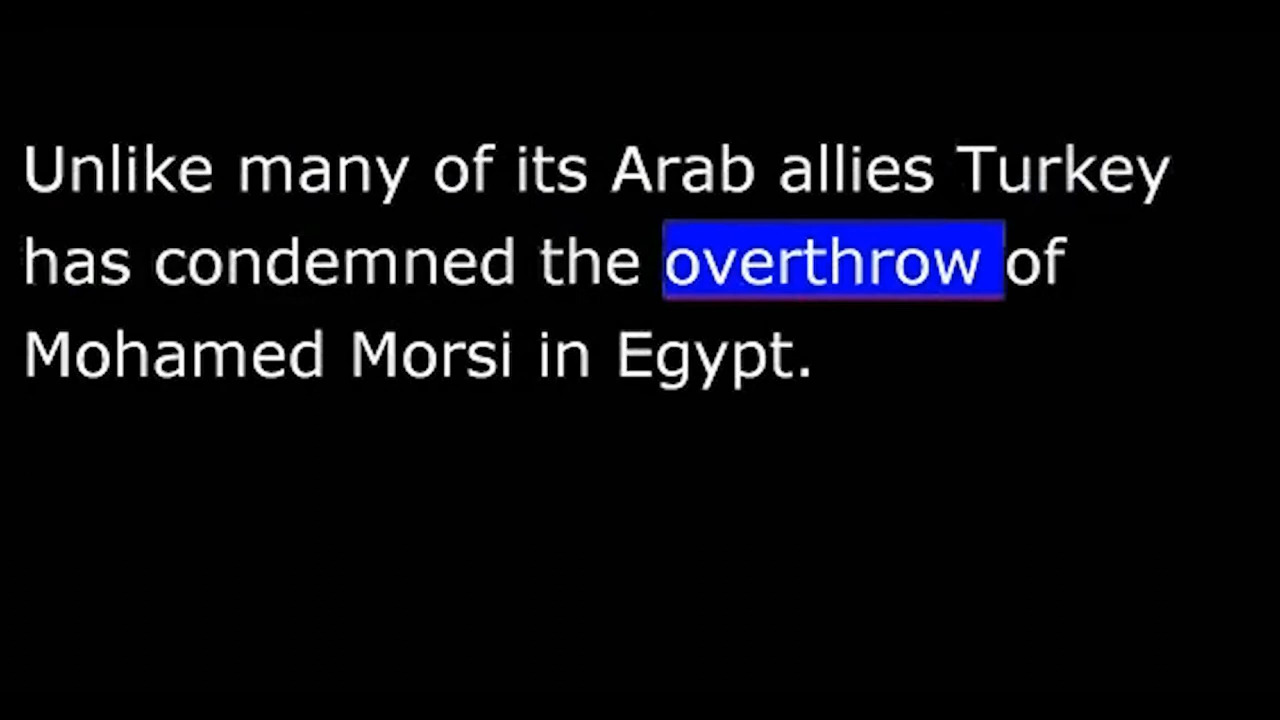 Unlike many of its Arab allies Turkey
has condemned the overthrow of
Mohamed Morsi in Egypt.